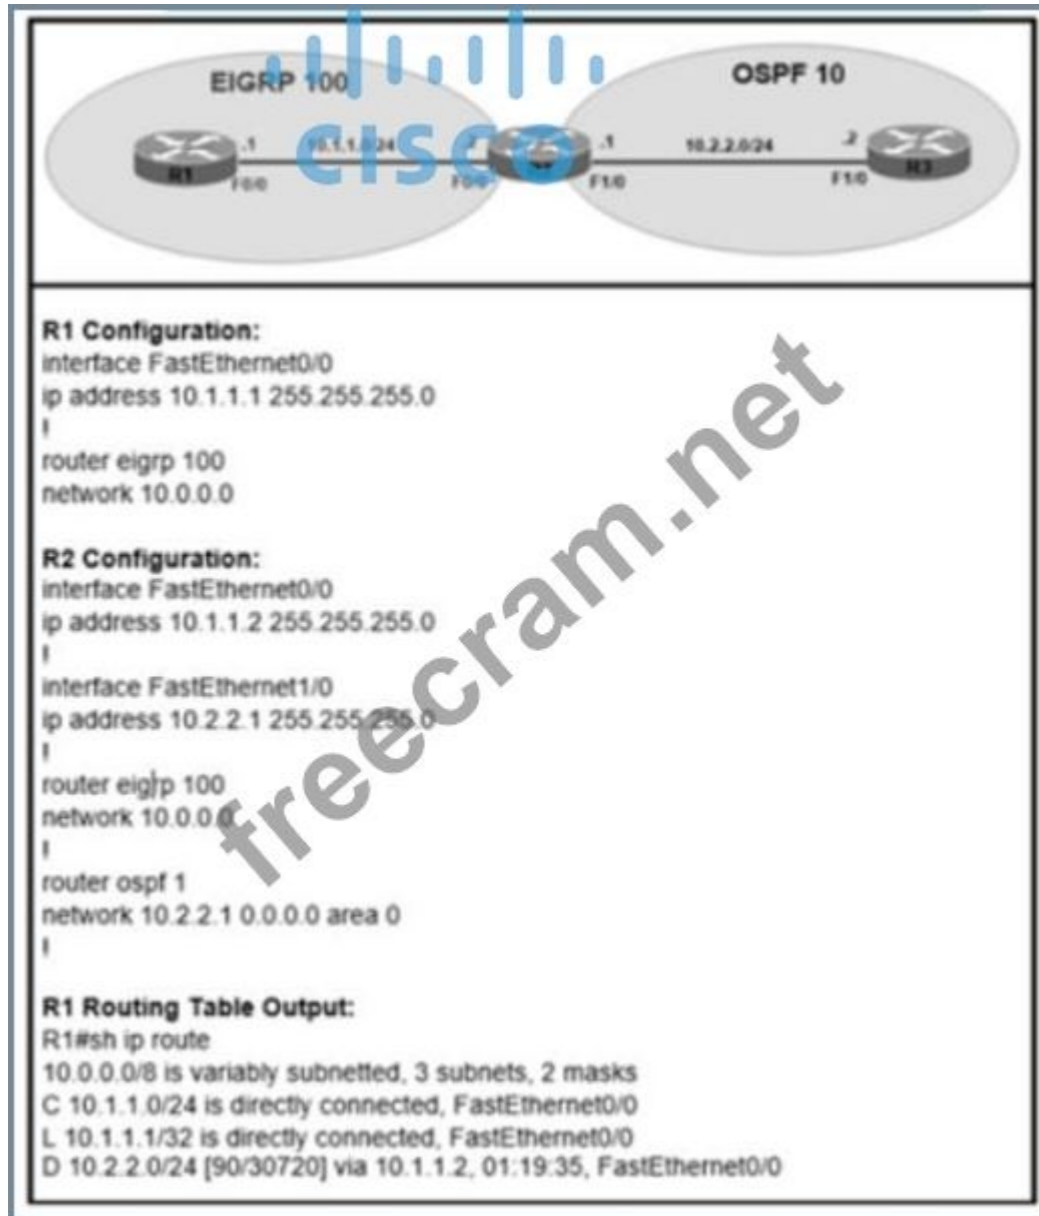 EIGRP 100
OSPF 10
CISCO
.1
10.1.1.0/24
.1
10.2.2.0/24
.2
R1
F0/0
F0/0
F1/0
F1/0
R3
R1 Configuration:
interface FastEthernet0/0
ip address 10.1.1.1 255.255.255.0
!
router eigrp 100
network 10.0.0.0
R2 Configuration:
interface FastEthernet0/0
ip address 10.1.1.2 255.255.255.0
!
interface FastEthernet1/0
ip address 10.2.2.1 255.255.255.0
!
router eigrp 100
network 10.0.0.0
!
router ospf 1
network 10.2.2.1 0.0.0.0 area 0
!
R1 Routing Table Output:
R1#sh ip route
10.0.0.0/8 is variably subnetted, 3 subnets, 2 masks
C 10.1.1.0/24 is directly connected, FastEthernet0/0
L 10.1.1.1/32 is directly connected, FastEthernet0/0
D 10.2.2.0/24 [90/30720] via 10.1.1.2, 01:19:35, FastEthernet0/0
freecram.net